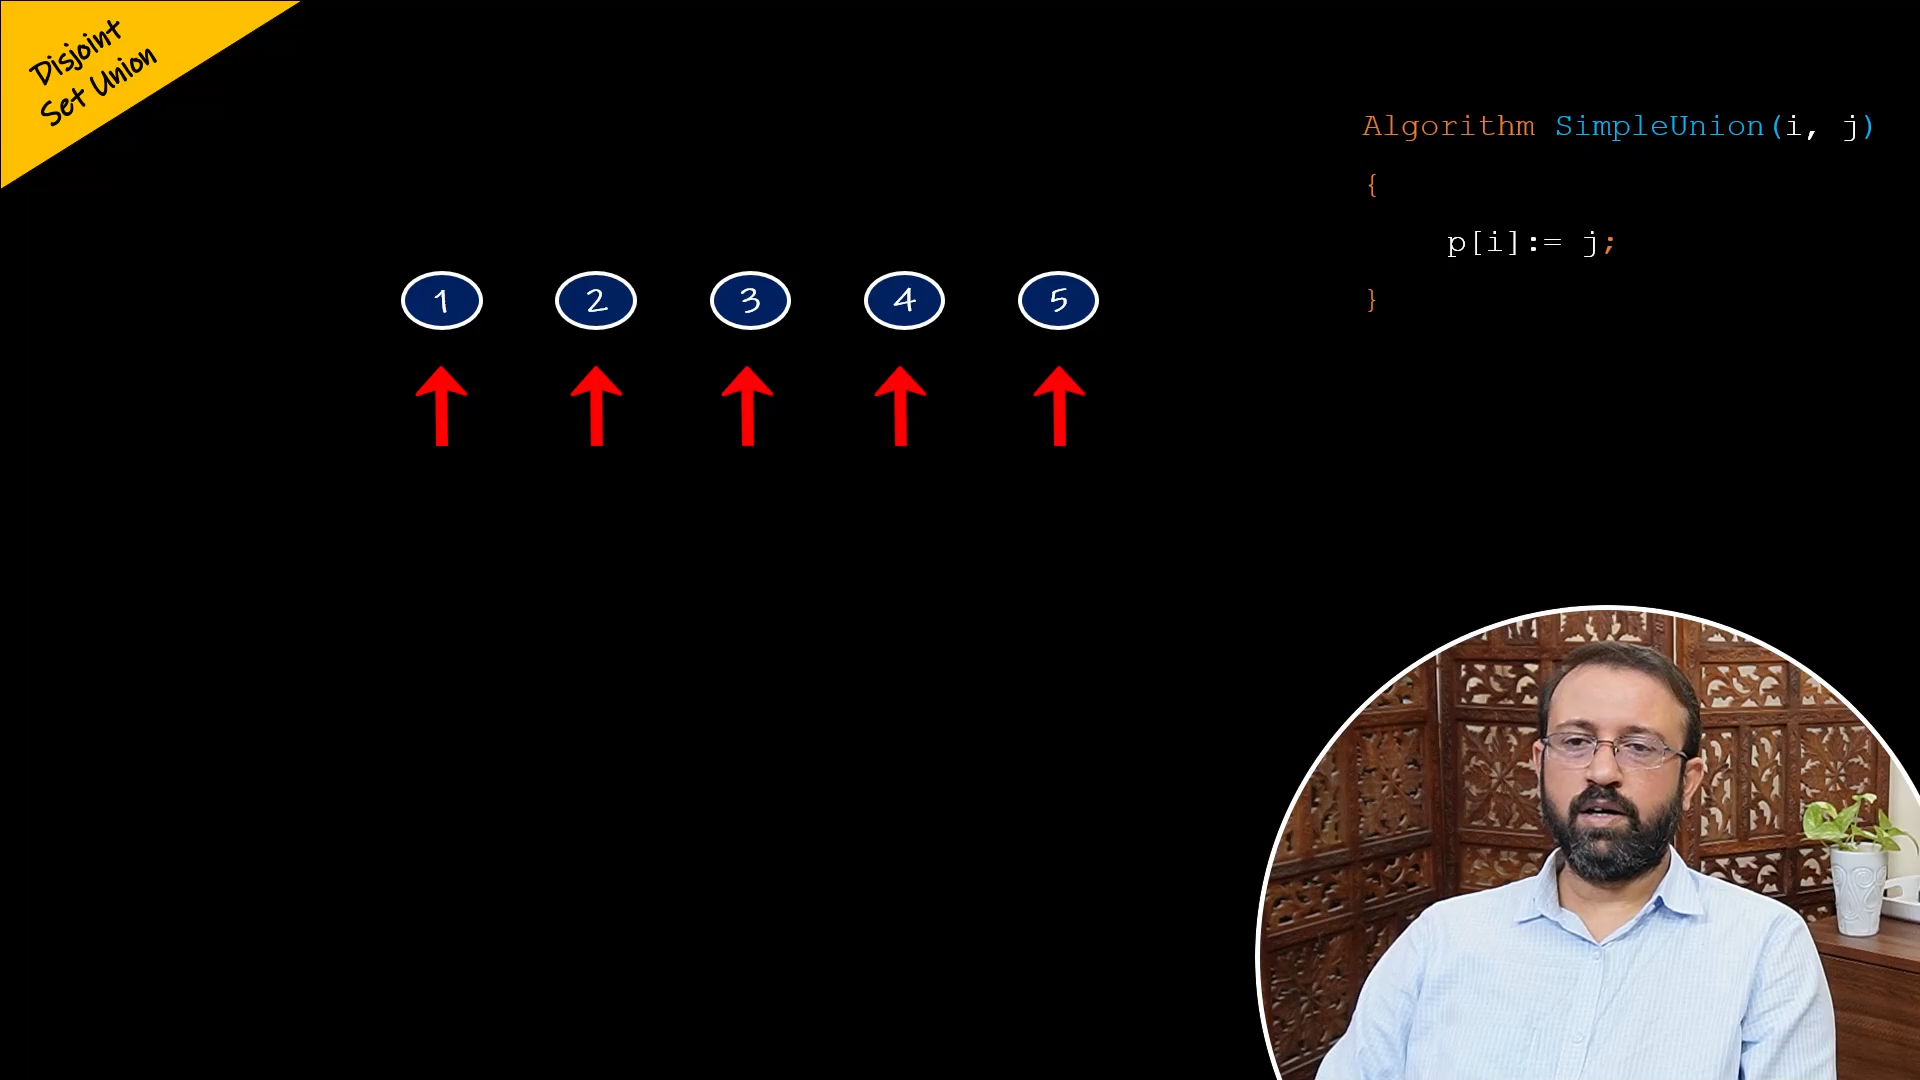 Disjoint
Set Union
Algorithm SimpleUnion(i, j)
{
p[i]:= j;
}
1 2 3 4 5